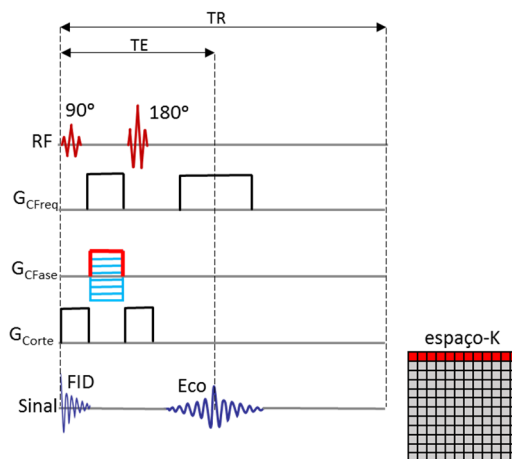 TR
TE
90° 180°
RF
GCFreq
GCFase
GCorte
espaço-K
FID Eco
Sinal